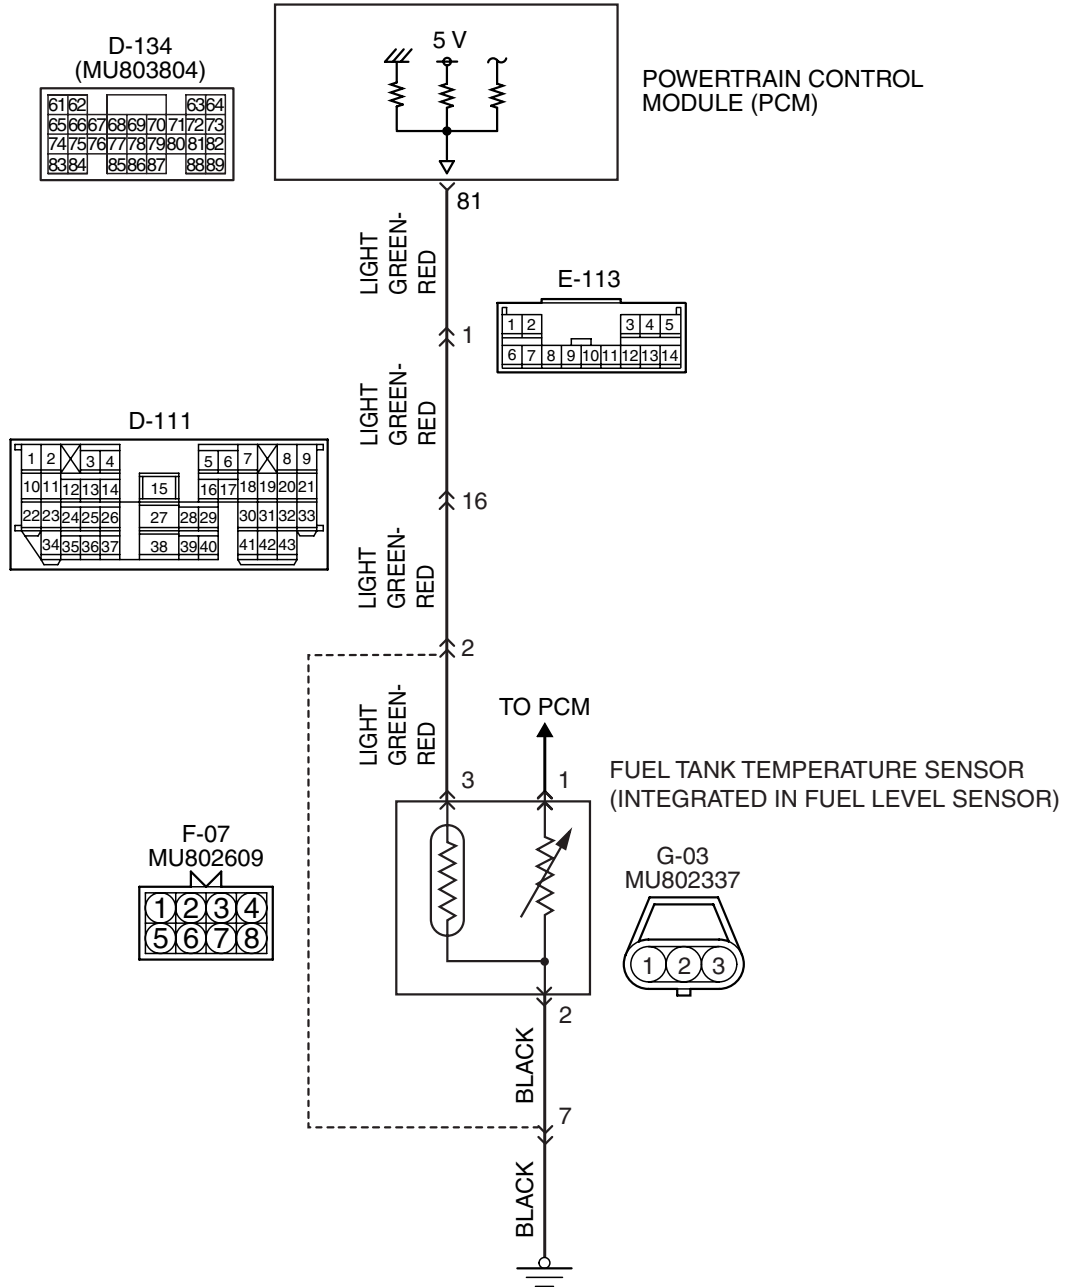 D-134
(MU803804)
61 62 63 64
65 66 67 68 69 70 71 72 73
74 75 76 77 78 79 80 81 82
83 84 85 86 87 88 89
5 V
POWERTRAIN CONTROL
MODULE (PCM)
81
LIGHT
GREEN-
RED
E-113
1 2 3 4 5
6 7 8 9 10 11 12 13 14
1
LIGHT
GREEN-
RED
D-111
1 2 3 4 5 6 7 8 9
10 11 12 13 14 15 16 17 18 19 20 21
22 23 24 25 26 27 28 29 30 31 32 33
34 35 36 37 38 39 40 41 42 43
16
LIGHT
GREEN-
RED
2
LIGHT
GREEN-
RED
TO PCM
3
1
FUEL TANK TEMPERATURE SENSOR
(INTEGRATED IN FUEL LEVEL SENSOR)
F-07
MU802609
1 2 3 4
5 6 7 8
G-03
MU802337
1 2 3
2
BLACK
7
BLACK